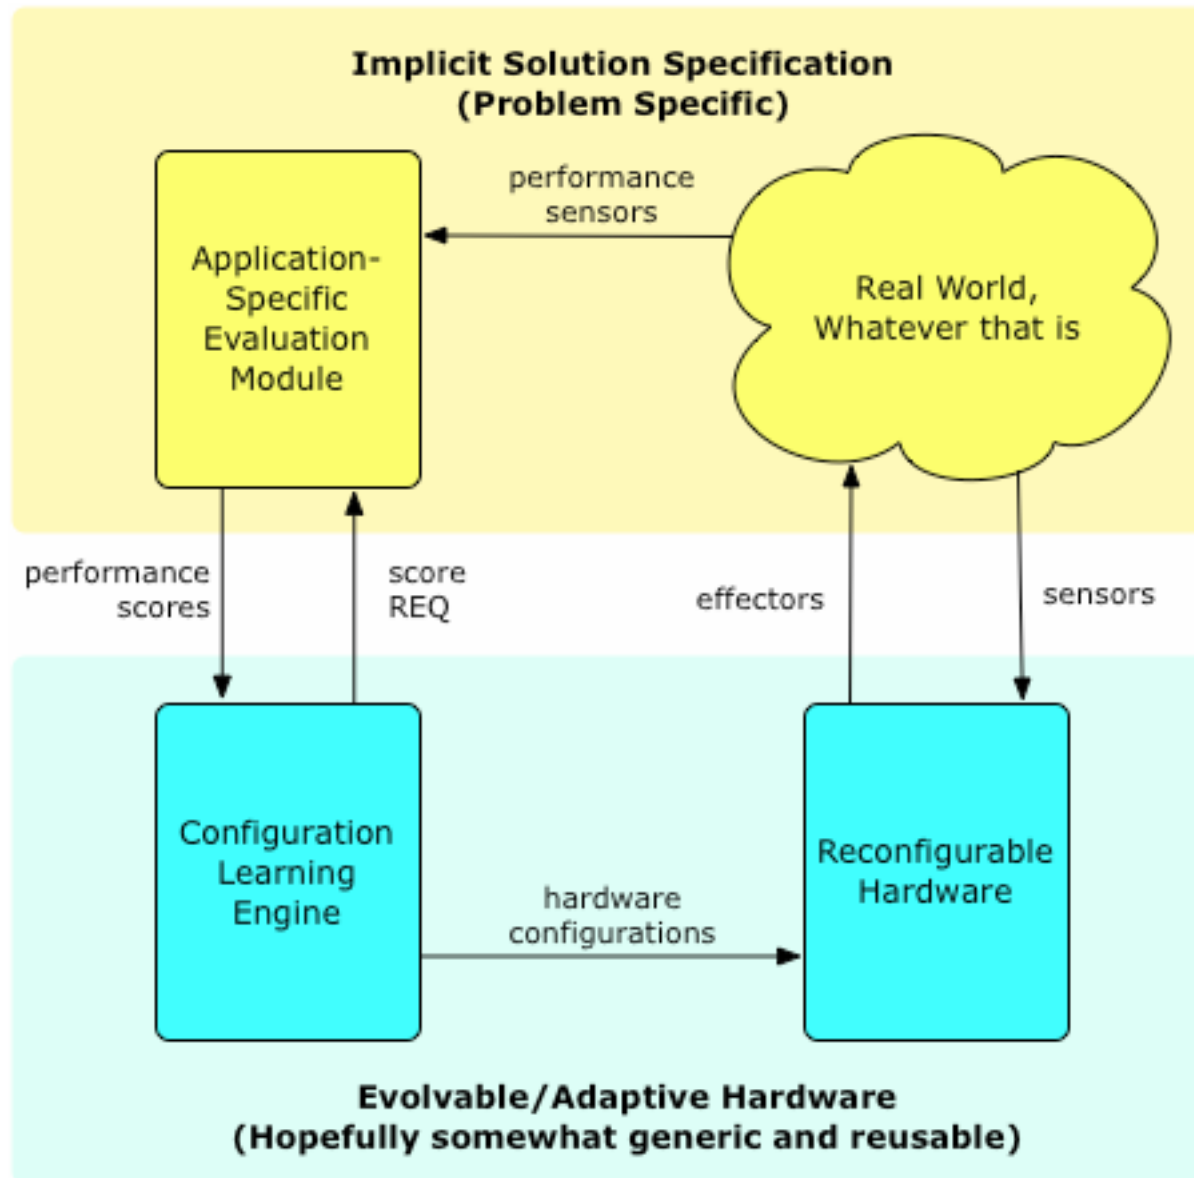 Implicit Solution Specification
(Problem Specific)
performance
sensors
Application-
Specific
Evaluation
Module
Real World,
Whatever that is
performance
scores
score
REQ
effectors
sensors
Configuration
Learning
Engine
hardware
configurations
Reconfigurable
Hardware
Evolvable/Adaptive Hardware
(Hopefully somewhat generic and reusable)